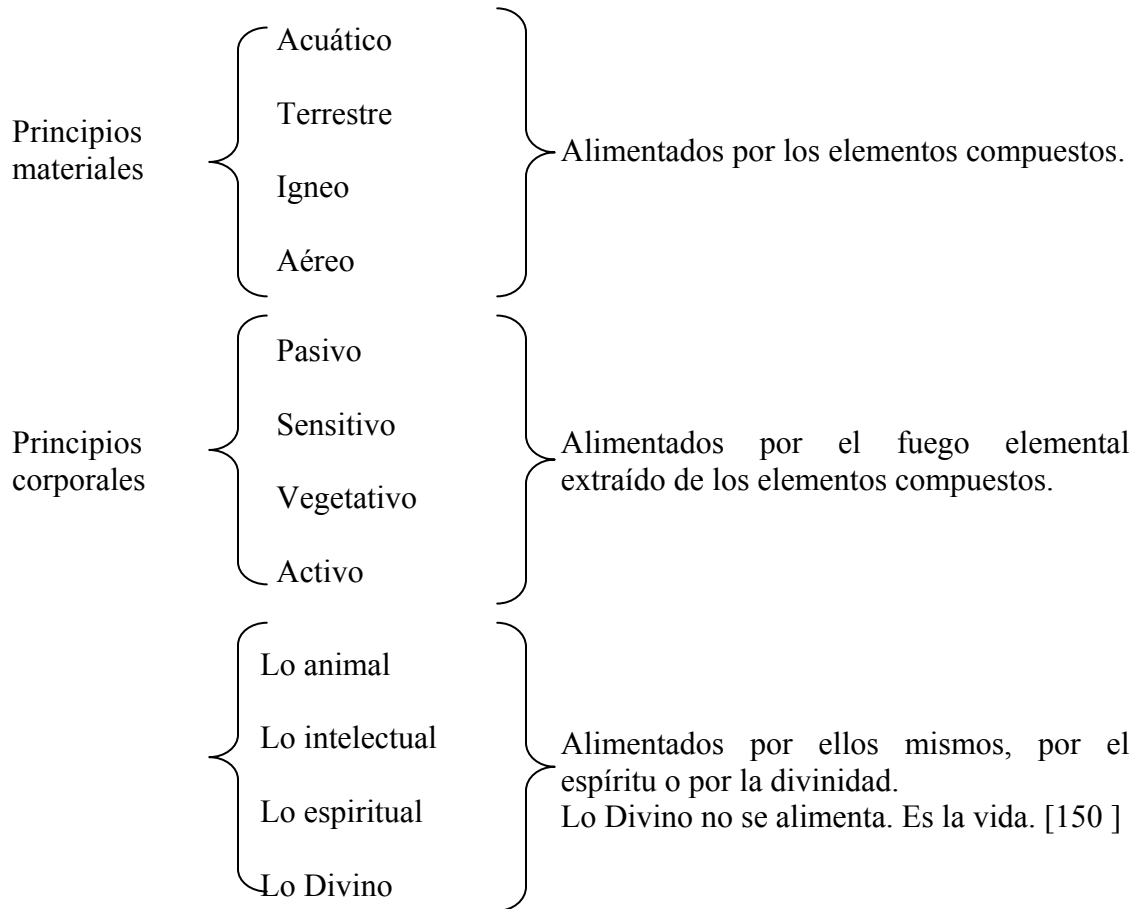 Acuático
Terrestre
Principios
materiales
Alimentados por los elementos compuestos.
Igneo
Aéreo
Pasivo
Sensitivo
Principios
corporales
Alimentados por el fuego elemental
extraído de los elementos compuestos.
Vegetativo
Activo
Lo animal
Lo intelectual
Alimentados por ellos mismos, por el
espíritu o por la divinidad.
Lo Divino no se alimenta. Es la vida. [150 ]
Lo espiritual
Lo Divino